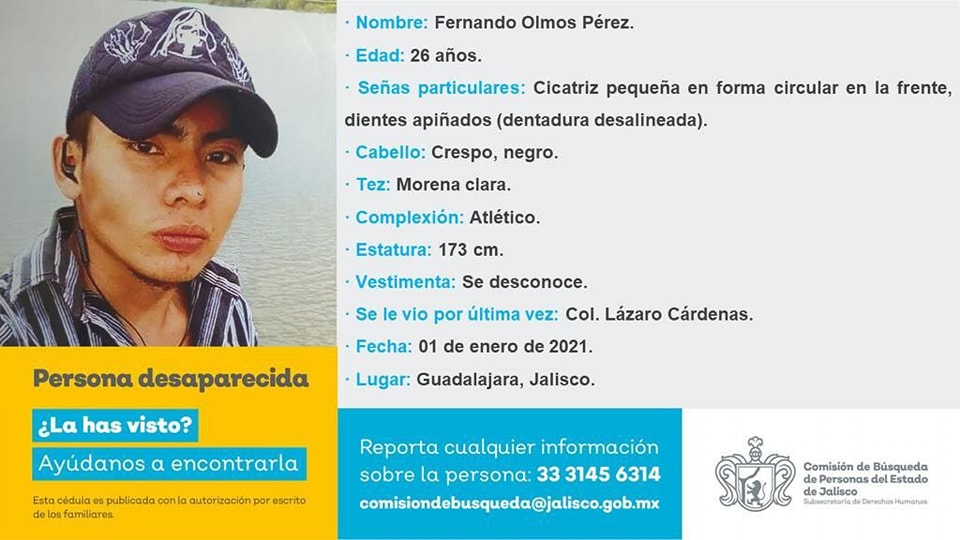 · Nombre: Fernando Olmos Pérez.
· Edad: 26 años.
· Señas particulares: Cicatriz pequeña en forma circular en la frente,
dientes apiñados (dentadura desalineada).
· Cabello: Crespo, negro.
· Tez: Morena clara.
· Complexión: Atlético.
· Estatura: 173 cm.
· Vestimenta: Se desconoce.
· Se le vio por última vez: Col. Lázaro Cárdenas.
· Fecha: 01 de enero de 2021.
· Lugar: Guadalajara, Jalisco.
Persona desaparecida
¿La has visto?
Ayúdanos a encontrarla
Esta cédula es publicada con la autorización por escrito
de los familiares.
Reporta cualquier información
sobre la persona: 33 3145 6314
comisiondebusqueda@jalisco.gob.mx
Comisión de Búsqueda
de Personas del Estado
de Jalisco
Subsecretaría de Derechos Humanos